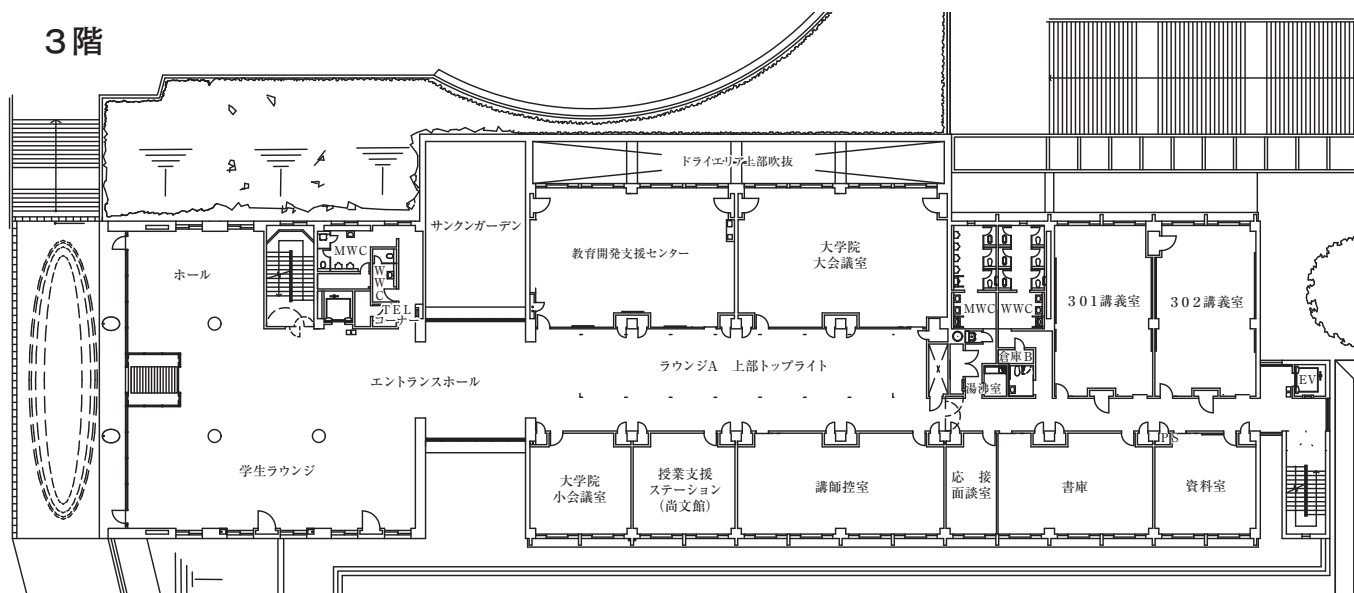 3階
ドライエリア上部吹抜
サンクンガーデン
MWC
WWC
TEL
コーナー
ホール
教育開発支援センター
大学院
大会議室
MWC
WWC
301講義室
302講義室
倉庫B
湯沸室
EV
エントランスホール
ラウンジA 上部トップライト
PS
学生ラウンジ
大学院
小会議室
授業支援
ステーション
(尚文館)
講師控室
応 接
面談室
書庫
資料室